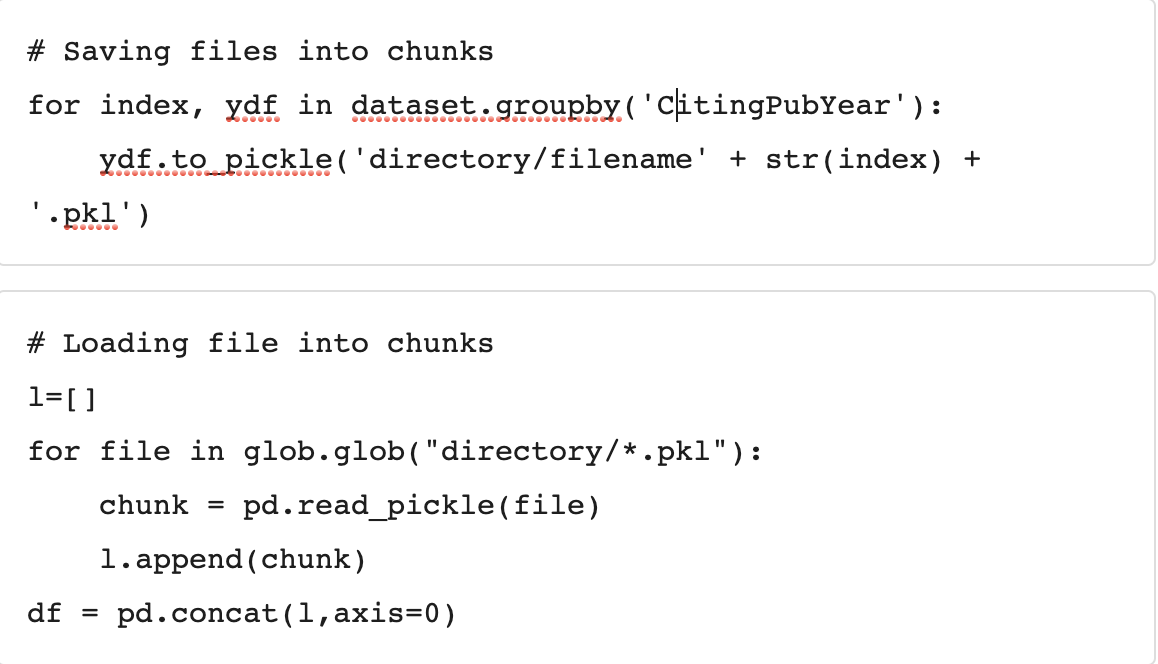 # Saving files into chunks
for index, ydf in dataset.groupby('CitingPubYear'):
    ydf.to_pickle('directory/filename' + str(index) +
'.pkl')
# Loading file into chunks
l=[]
for file in glob.glob("directory/*.pkl"):
    chunk = pd.read_pickle(file)
    l.append(chunk)
df = pd.concat(l,axis=0)